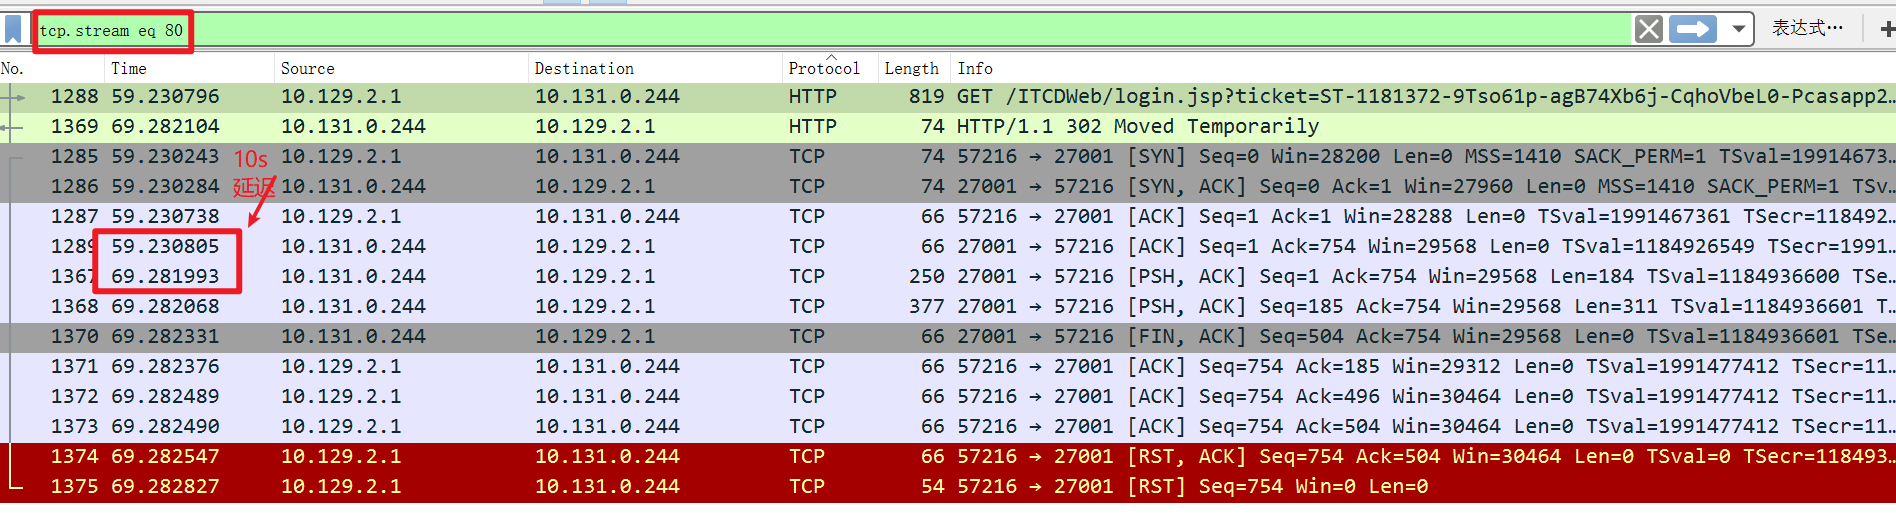 tcp.stream eq 80 表达式…
No. Time Source Destination Protocol Length Info
1288 59.230796 10.129.2.1 10.131.0.244 HTTP 819 GET /ITCDWeb/login.jsp?ticket=ST-1181372-9Tso61p-agB74Xb6j-CqhoVbeL0-Pcasapp2…
1369 69.282104 10.131.0.244 10.129.2.1 HTTP 74 HTTP/1.1 302 Moved Temporarily
1285 59.230243 10s 10.129.2.1 10.131.0.244 TCP 74 57216 → 27001 [SYN] Seq=0 Win=28200 Len=0 MSS=1410 SACK_PERM=1 TSval=19914673…
1286 59.230284 延迟 10.131.0.244 10.129.2.1 TCP 74 27001 → 57216 [SYN, ACK] Seq=0 Ack=1 Win=27960 Len=0 MSS=1410 SACK_PERM=1 TSv…
1287 59.230738 10.129.2.1 10.131.0.244 TCP 66 57216 → 27001 [ACK] Seq=1 Ack=1 Win=28288 Len=0 TSval=1991467361 TSecr=118492…
1289 59.230805 10.131.0.244 10.129.2.1 TCP 66 27001 → 57216 [ACK] Seq=1 Ack=754 Win=29568 Len=0 TSval=1184926549 TSecr=1991…
1367 69.281993 10.131.0.244 10.129.2.1 TCP 250 27001 → 57216 [PSH, ACK] Seq=1 Ack=754 Win=29568 Len=184 TSval=1184936600 TSe…
1368 69.282068 10.131.0.244 10.129.2.1 TCP 377 27001 → 57216 [PSH, ACK] Seq=185 Ack=754 Win=29568 Len=311 TSval=1184936601 T…
1370 69.282331 10.131.0.244 10.129.2.1 TCP 66 27001 → 57216 [FIN, ACK] Seq=504 Ack=754 Win=29568 Len=0 TSval=1184936601 TSe…
1371 69.282376 10.129.2.1 10.131.0.244 TCP 66 57216 → 27001 [ACK] Seq=754 Ack=185 Win=29312 Len=0 TSval=1991477412 TSecr=11…
1372 69.282489 10.129.2.1 10.131.0.244 TCP 66 57216 → 27001 [ACK] Seq=754 Ack=496 Win=30464 Len=0 TSval=1991477412 TSecr=11…
1373 69.282490 10.129.2.1 10.131.0.244 TCP 66 57216 → 27001 [ACK] Seq=754 Ack=504 Win=30464 Len=0 TSval=1991477412 TSecr=11…
1374 69.282547 10.129.2.1 10.131.0.244 TCP 66 57216 → 27001 [RST, ACK] Seq=754 Ack=504 Win=30464 Len=0 TSval=0 TSecr=118493…
1375 69.282827 10.129.2.1 10.131.0.244 TCP 54 57216 → 27001 [RST] Seq=754 Win=0 Len=0